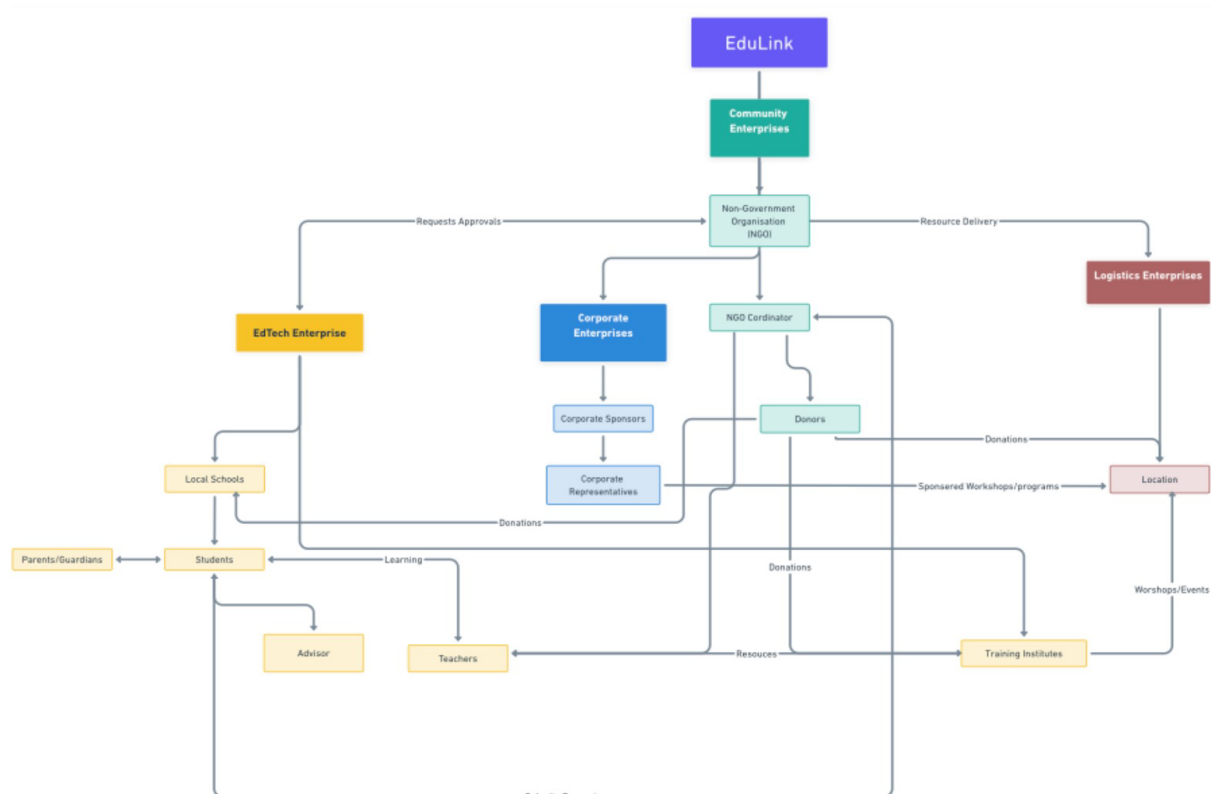 EduLink
Community
Enterprises
Non-Government
Organisation
(NGO)
Requests Approvals
Resource Delivery
Logistics Enterprises
EdTech Enterprise
Corporate
Enterprises
NGO Cordinator
Corporate Sponsors
Donors
Donations
Local Schools
Corporate
Representatives
Sponsered Workshops/programs
Location
Donations
Parents/Guardians
Students
Learning
Donations
Worshops/Events
Advisor
Teachers
Resouces
Training Institutes